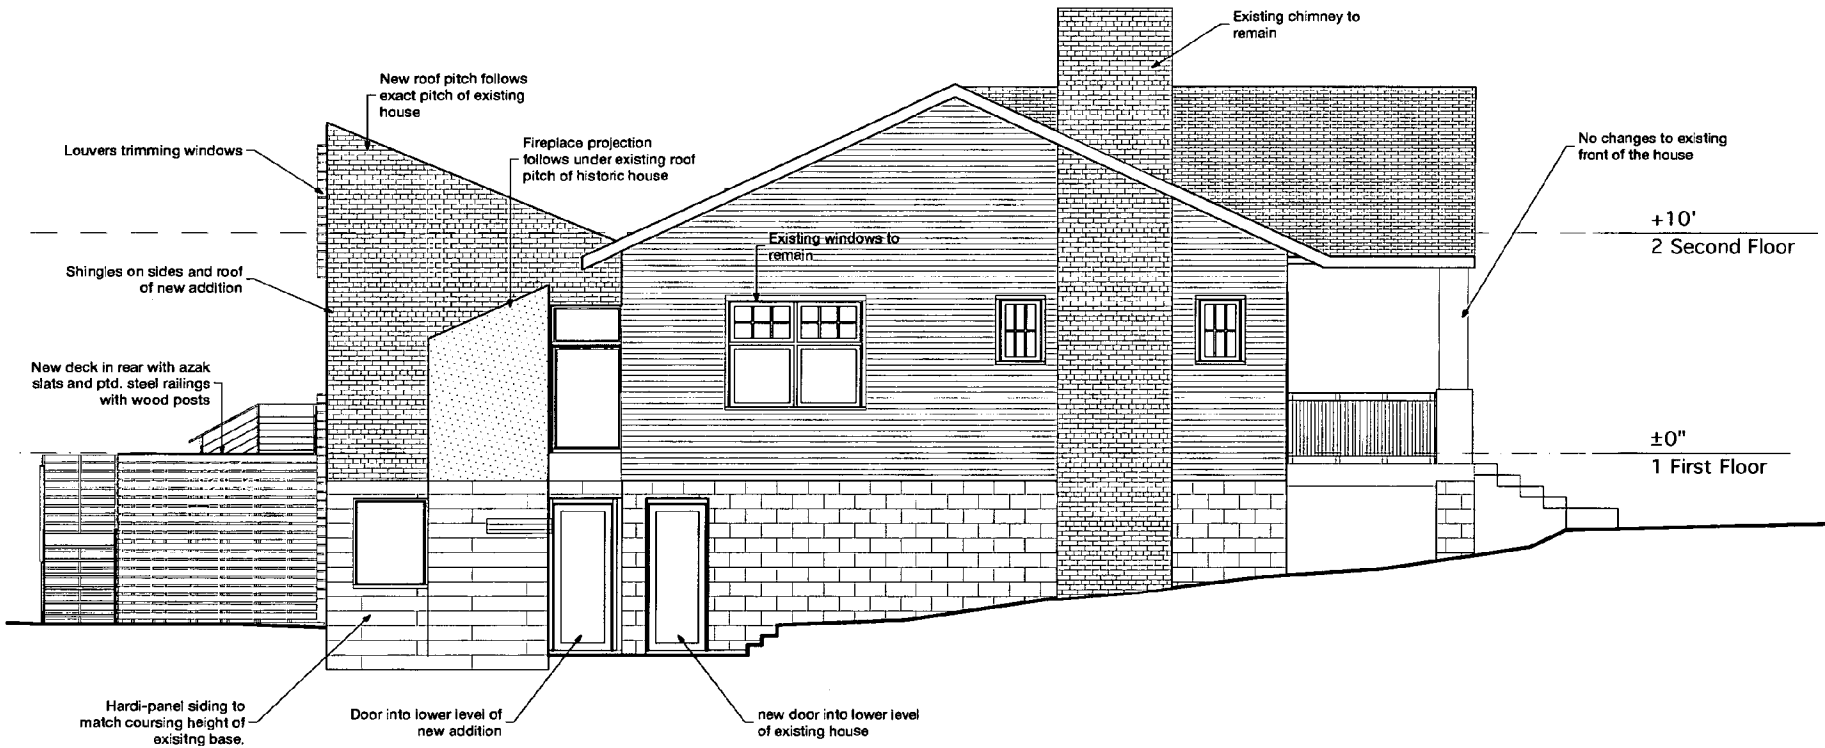 Existing chimney to
remain
New roof pitch follows
exact pitch of existing
house
Louvers trimming windows
Fireplace projection
follows under existing roof
pitch of historic house
No changes to existing
front of the house
+10'
2 Second Floor
Existing windows to
remain
Shingles on sides and roof
of new addition
New deck in rear with azak
slats and ptd. steel railings
with wood posts
±0"
1 First Floor
Hardi-panel siding to
match coursing height of
exisitng base.
Door into lower level of
new addition
new door into lower level
of existing house